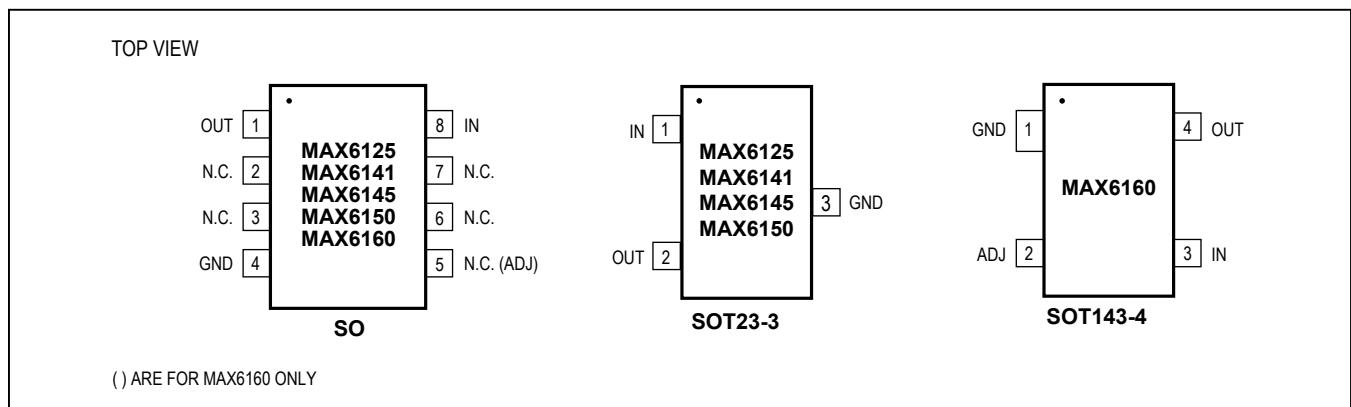 TOP VIEW
OUT 1
N.C. 2
N.C. 3
GND 4
MAX6125
MAX6141
MAX6145
MAX6150
MAX6160
8 IN
7 N.C.
6 N.C.
5 N.C. (ADJ)
SO
IN 1
OUT 2
MAX6125
MAX6141
MAX6145
MAX6150
3 GND
SOT23-3
GND 1
ADJ 2
MAX6160
4 OUT
3 IN
SOT143-4
( ) ARE FOR MAX6160 ONLY